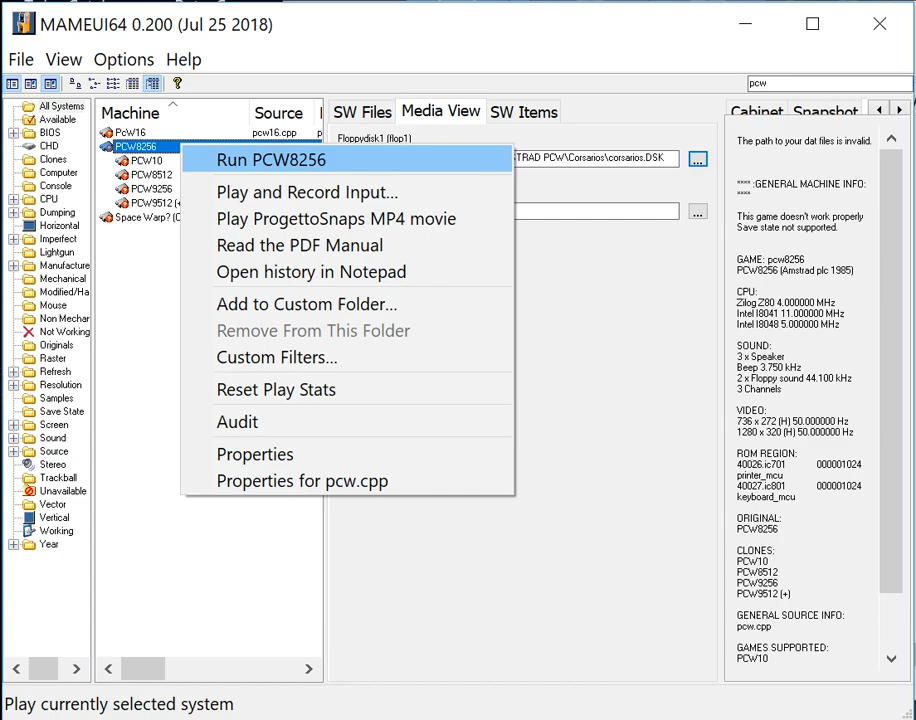 MAMEUI64 0.200 (Jul 25 2018)
File View Options Help
pcw
All Systems
Available
BIOS
CHD
Clones
Computer
Console
CPU
Dumping
Horizontal
Imperfect
Lightgun
Manufacture
Mechanical
Modified/Ha
Mouse
Non Mechar
Not Working
Originals
Raster
Refresh
Resolution
Samples
Save State
Screen
Sound
Source
Stereo
Trackball
Unavailable
Vector
Vertical
Working
Year
Machine Source
PcW16 pcw16.cpp p
PCW8256
PCW10
PCW8512
PCW9256
PCW9512 (+
Space Warp? (C
Run PCW8256
Play and Record Input...
Play ProgettoSnaps MP4 movie
Read the PDF Manual
Open history in Notepad
Add to Custom Folder...
Remove From This Folder
Custom Filters...
Reset Play Stats
Audit
Properties
Properties for pcw.cpp
SW Files Media View SW Items
Floppydisk1 (flop1)
TRAD PCW\Corsarios\corsarios.DSK ...
...
Cabinet Snapshot
The path to your dat files is invalid.
**** :GENERAL MACHINE INFO:
****
This game doesn't work properly
Save state not supported.
GAME: pcw8256
PCW8256 (Amstrad plc 1985)
CPU:
Zilog Z80 4.000000 MHz
Intel I8041 11.000000 MHz
Intel I8048 5.000000 MHz
SOUND:
3 x Speaker
Beep 3.750 kHz
2 x Floppy sound 44.100 kHz
3 Channels
VIDEO:
736 x 272 (H) 50.000000 Hz
1280 x 320 (H) 50.000000 Hz
ROM REGION:
40026.ic701 000001024
printer_mcu
40027.ic801 000001024
keyboard_mcu
ORIGINAL:
PCW8256
CLONES:
PCW10
PCW8512
PCW9256
PCW9512 (+)
GENERAL SOURCE INFO:
pcw.cpp
GAMES SUPPORTED:
PCW10
Play currently selected system